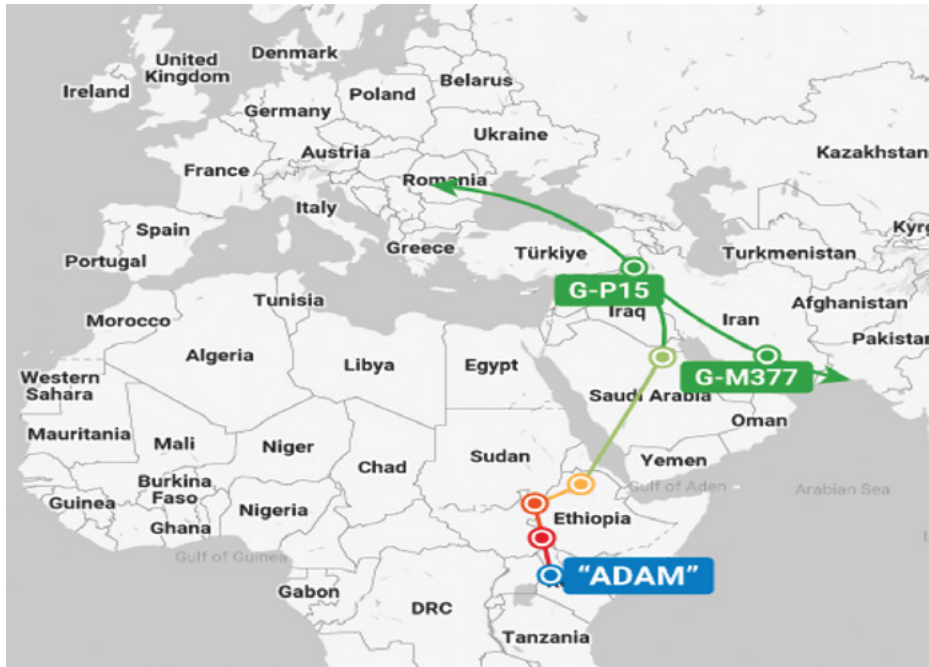 Denmark
United
Kingdom
Ireland
Belarus
Poland
Germany
Ukraine
Austria
Kazakhstan
France
Romania
Italy
Spain
Portugal
Greece
Türkiye
Turkmenistan
Kyrg
G-P15
Iraq
Iran
Afghanistan
Pakistan
Tunisia
Morocco
Algeria
Libya
Egypt
G-M377
Saudi Arabia
Oman
Western
Sahara
Mauritania
Mali
Niger
Chad
Sudan
Yemen
Gulf of Aden
Arabian Sea
Burkina
Faso
Guinea
Ghana
Nigeria
Ethiopia
Gulf of Guinea
"ADAM"
Gabon
DRC
Tanzania